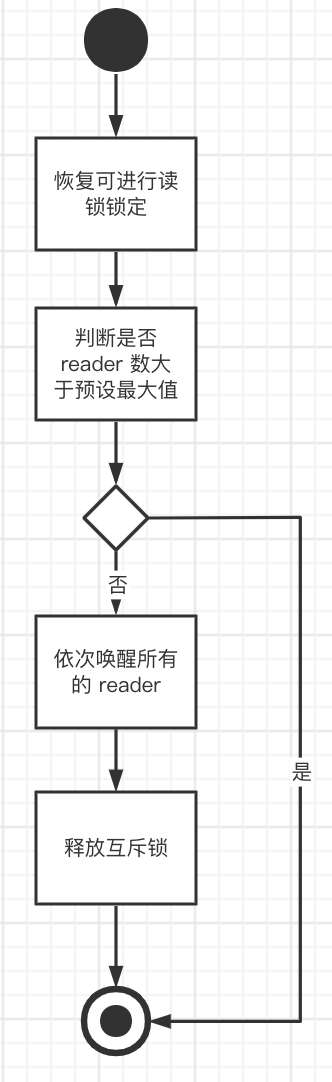 恢复可进行读
锁锁定
判断是否
reader 数大
于预设最大值
否
依次唤醒所有
的 reader
是
释放互斥锁